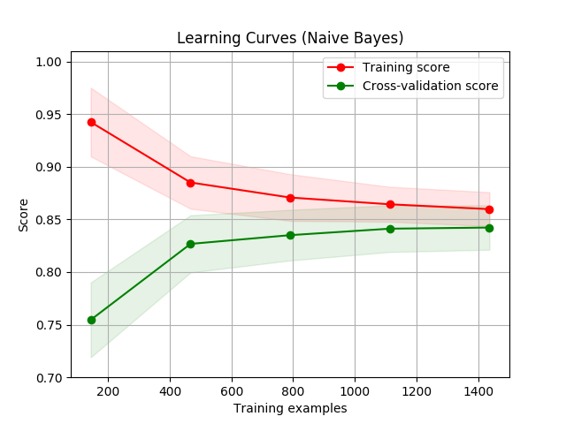 Learning Curves (Naive Bayes)
Training score
Cross-validation score
1.00
0.95
0.90
0.85
0.80
0.75
0.70
Score
200 400 600 800 1000 1200 1400
Training examples